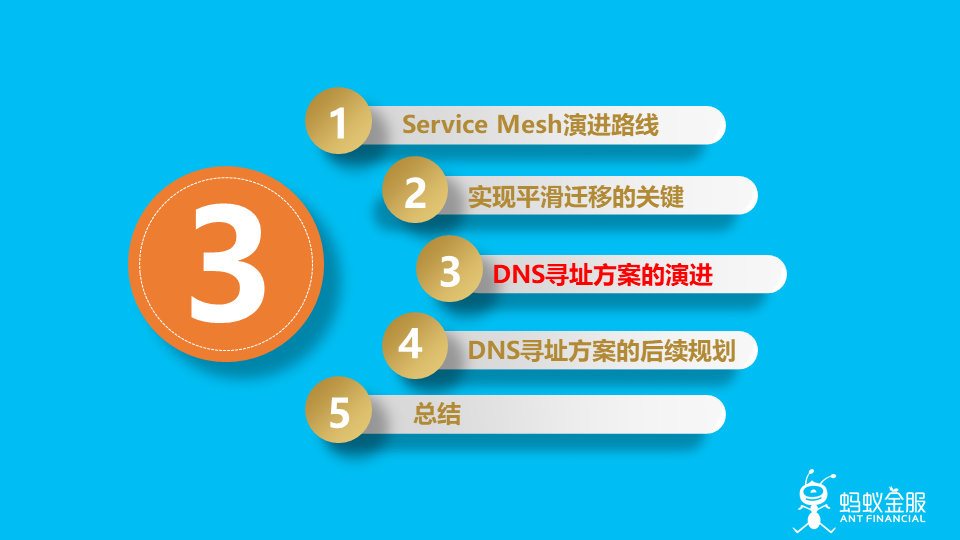 3
1 Service Mesh演进路线
2 实现平滑迁移的关键
3 DNS寻址方案的演进
4 DNS寻址方案的后续规划
5 总结
蚂蚁金服
ANT FINANCIAL